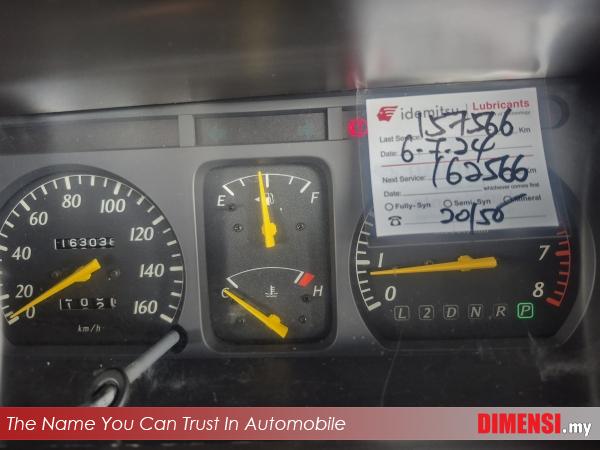 idemitsu | Lubricants
Last Service: 157566 Km
Date: 6-7-24
Next Service: 162566 Km
Date: whichever comes first
Fully-Syn Semi-Syn Mineral
20/50
E F
C H
0 20 40 60 80 100 120 140 160
km/h
0 1 7 8
L 2 D N R P
The Name You Can Trust In Automobile
DIMENSI.my